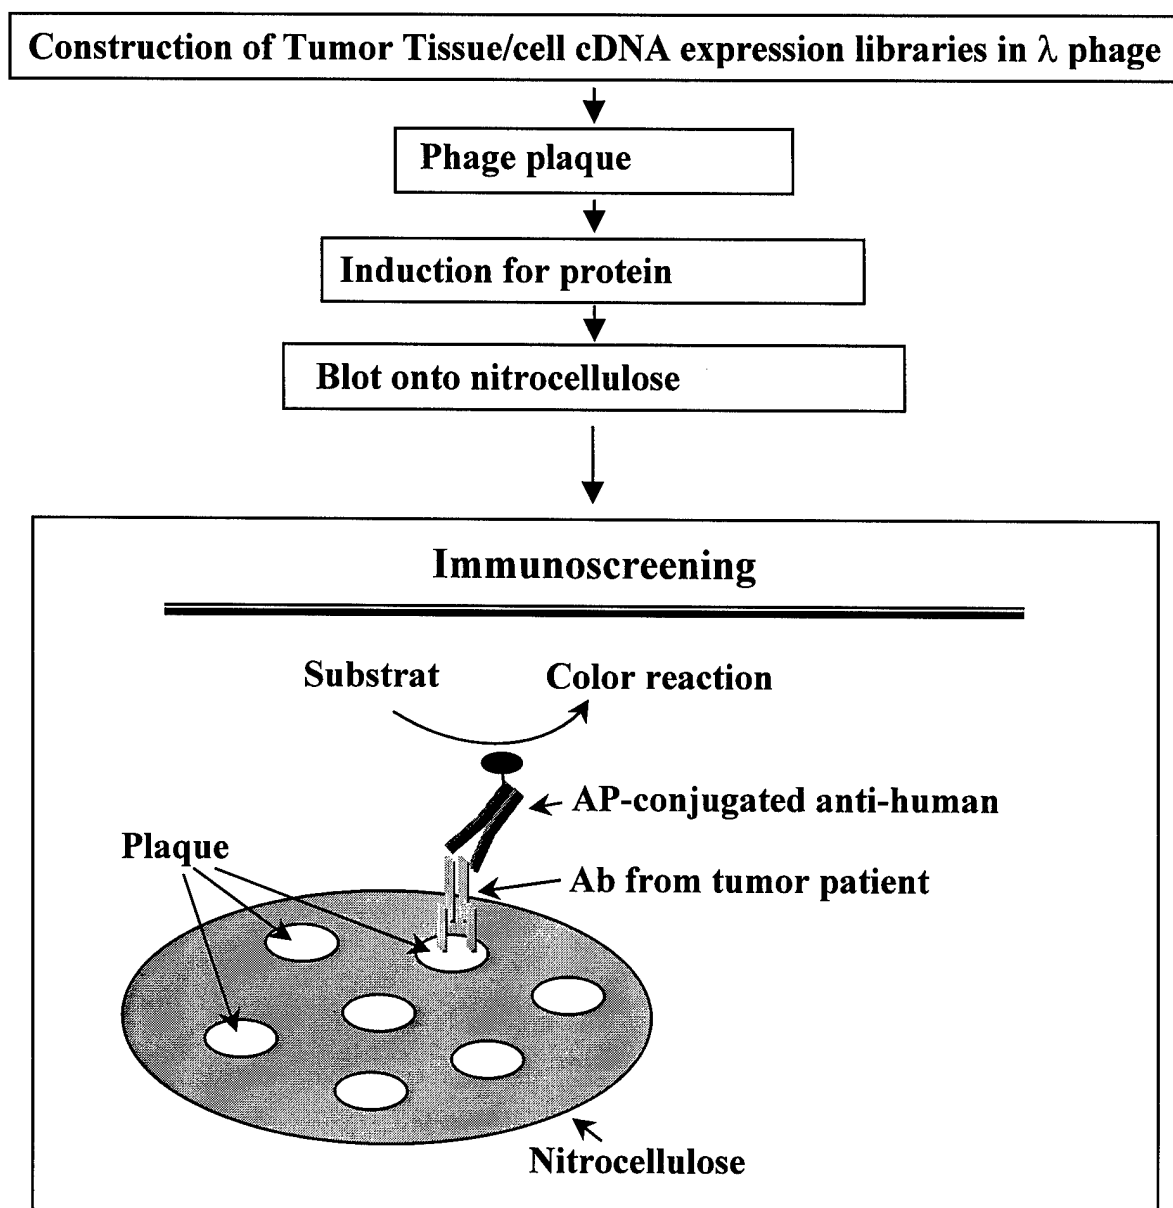 Construction of Tumor Tissue/cell cDNA expression libraries in λ phage
Phage plaque
Induction for protein
Blot onto nitrocellulose
Immunoscreening
Substrat
Color reaction
AP-conjugated anti-human
Plaque
Ab from tumor patient
Nitrocellulose